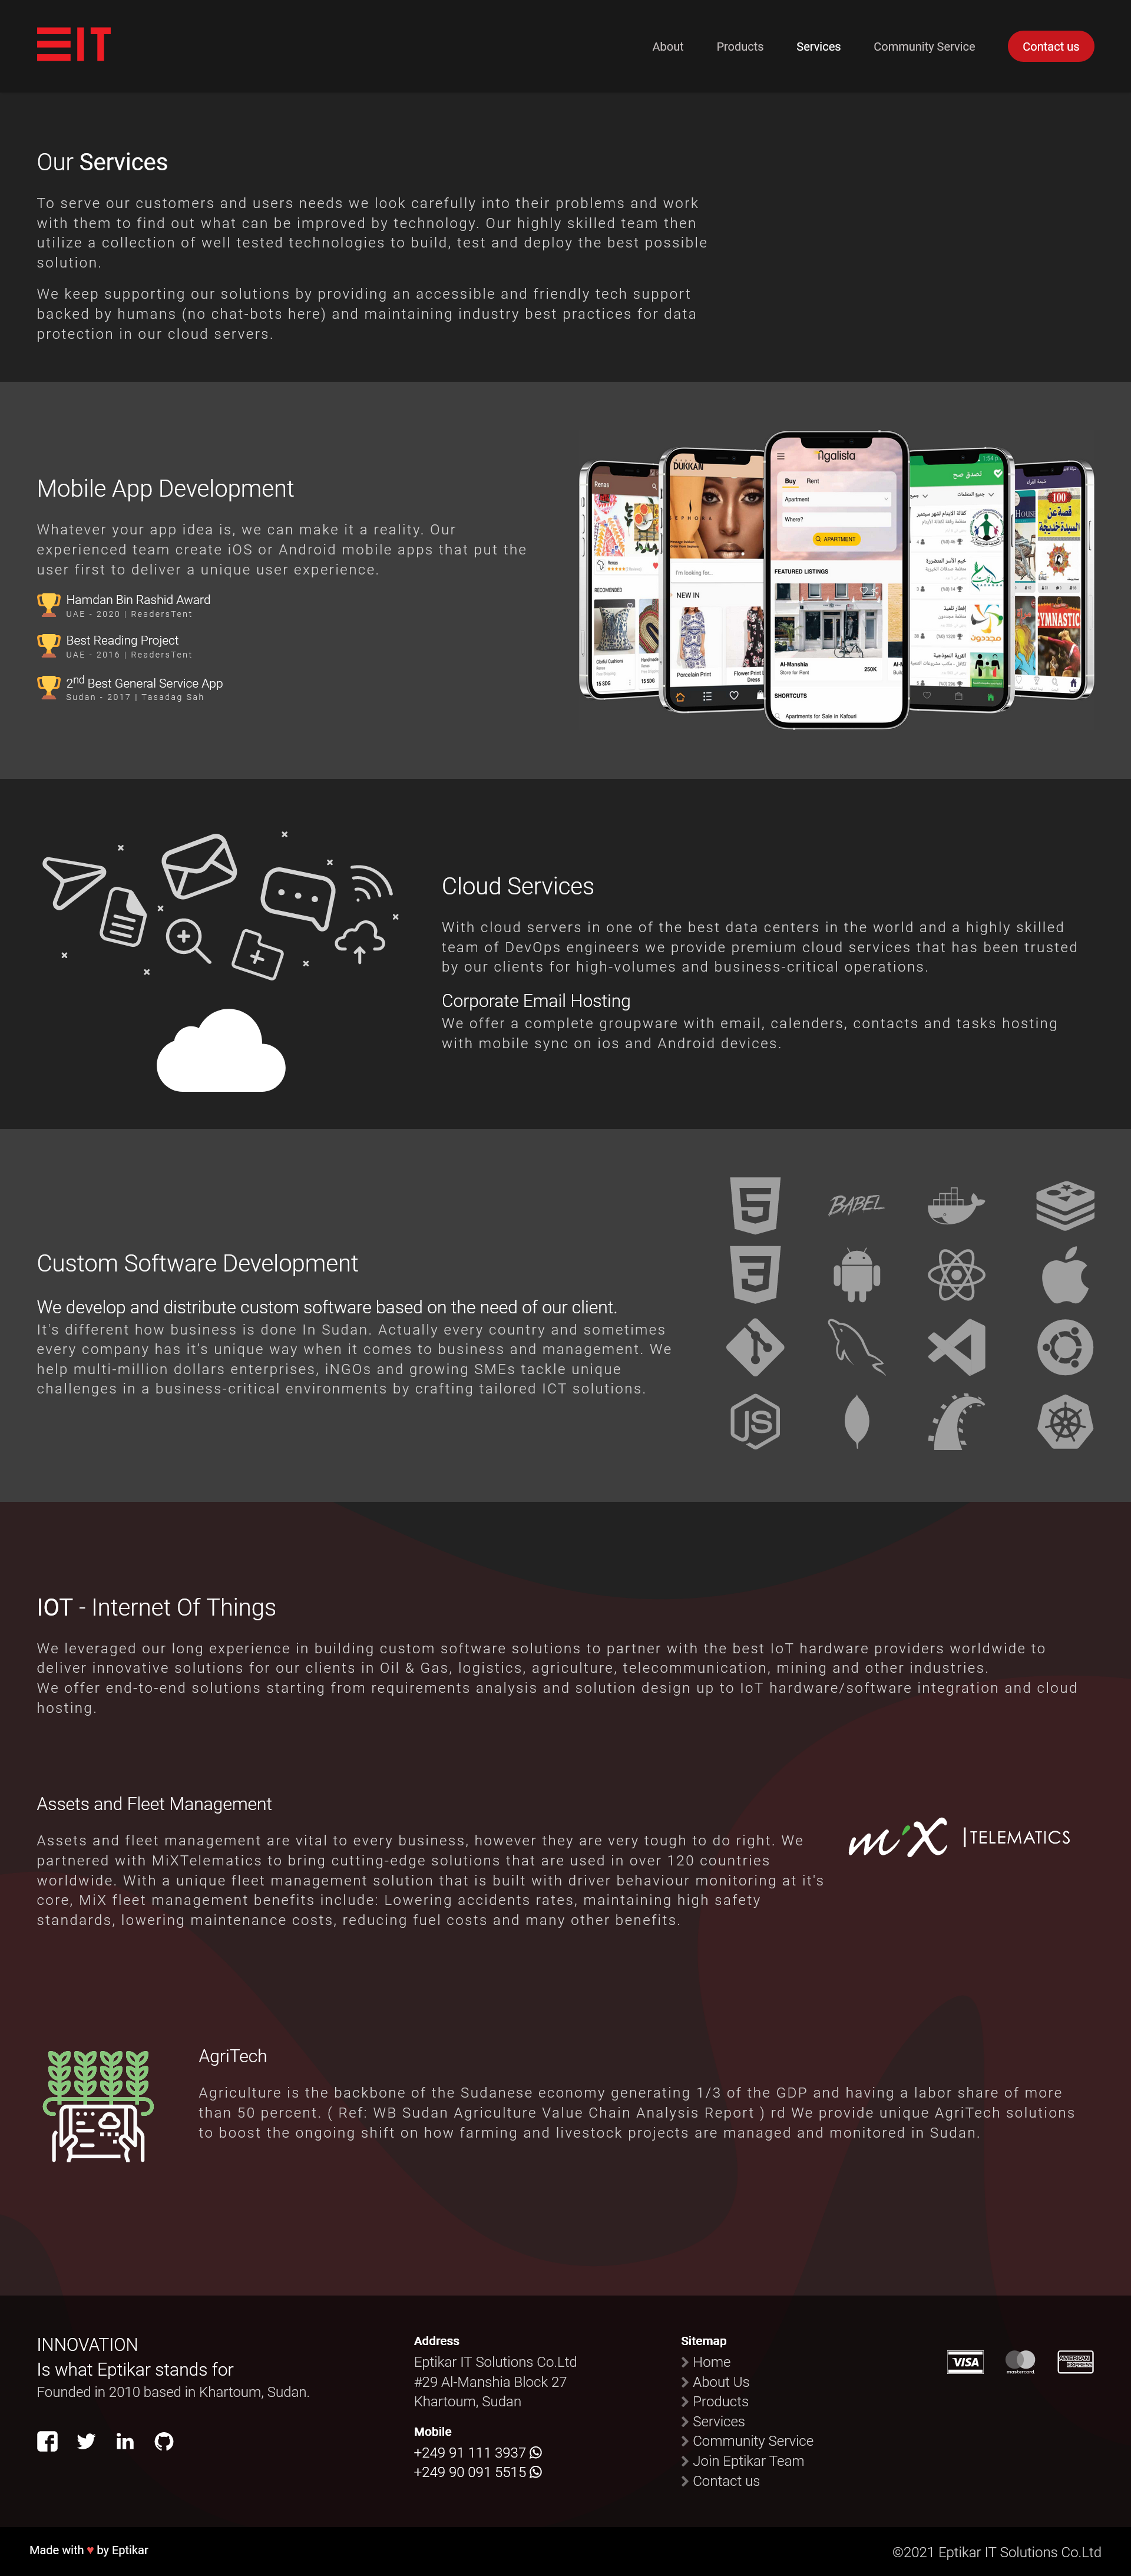 EIT
About Products Services Community Service Contact us
Our Services
To serve our customers and users needs we look carefully into their problems and work
with them to find out what can be improved by technology. Our highly skilled team then
utilize a collection of well tested technologies to build, test and deploy the best possible
solution.
We keep supporting our solutions by providing an accessible and friendly tech support
backed by humans (no chat-bots here) and maintaining industry best practices for data
protection in our cloud servers.
Mobile App Development
Whatever your app idea is, we can make it a reality. Our
experienced team create iOS or Android mobile apps that put the
user first to deliver a unique user experience.
Hamdan Bin Rashid Award
UAE - 2020 | ReadersTent
Best Reading Project
UAE - 2016 | ReadersTent
2nd Best General Service App
Sudan - 2017 | Tasadag Sah
Renas
RECOMENDED
15 SDG
DUKKAN
SEPHORA
I'm looking for...
NEW IN
Porcelain Print
Flower Print
Agalista
Buy Rent
Apartment
Where?
APARTMENT
FEATURED LISTINGS
Al-Manshia
Store for Rent
250K
SHORTCUTS
Apartments for Sale in Kafouri
تصدق صح
جميع المنظمات
إفطار تلميذ
مجددون
القرية النموذجية
خيمة القراء
100
قصة عن
السيدة خديجة
GYMNASTIC
Cloud Services
With cloud servers in one of the best data centers in the world and a highly skilled
team of DevOps engineers we provide premium cloud services that has been trusted
by our clients for high-volumes and business-critical operations.
Corporate Email Hosting
We offer a complete groupware with email, calenders, contacts and tasks hosting
with mobile sync on ios and Android devices.
BABEL
JS
Custom Software Development
We develop and distribute custom software based on the need of our client.
It's different how business is done In Sudan. Actually every country and sometimes
every company has it's unique way when it comes to business and management. We
help multi-million dollars enterprises, iNGOs and growing SMEs tackle unique
challenges in a business-critical environments by crafting tailored ICT solutions.
IOT - Internet Of Things
We leveraged our long experience in building custom software solutions to partner with the best IoT hardware providers worldwide to
deliver innovative solutions for our clients in Oil & Gas, logistics, agriculture, telecommunication, mining and other industries.
We offer end-to-end solutions starting from requirements analysis and solution design up to IoT hardware/software integration and cloud
hosting.
Assets and Fleet Management
Assets and fleet management are vital to every business, however they are very tough to do right. We
partnered with MiXTelematics to bring cutting-edge solutions that are used in over 120 countries
worldwide. With a unique fleet management solution that is built with driver behaviour monitoring at it's
core, MiX fleet management benefits include: Lowering accidents rates, maintaining high safety
standards, lowering maintenance costs, reducing fuel costs and many other benefits.
miX |TELEMATICS
AgriTech
Agriculture is the backbone of the Sudanese economy generating 1/3 of the GDP and having a labor share of more
than 50 percent. ( Ref: WB Sudan Agriculture Value Chain Analysis Report ) rd We provide unique AgriTech solutions
to boost the ongoing shift on how farming and livestock projects are managed and monitored in Sudan.
INNOVATION
Is what Eptikar stands for
Founded in 2010 based in Khartoum, Sudan.
Address
Eptikar IT Solutions Co.Ltd
#29 Al-Manshia Block 27
Khartoum, Sudan
Mobile
+249 91 111 3937
+249 90 091 5515
Sitemap
Home
About Us
Products
Services
Community Service
Join Eptikar Team
Contact us
VISA
mastercard
AMERICAN EXPRESS
Made with ♥ by Eptikar
©2021 Eptikar IT Solutions Co.Ltd